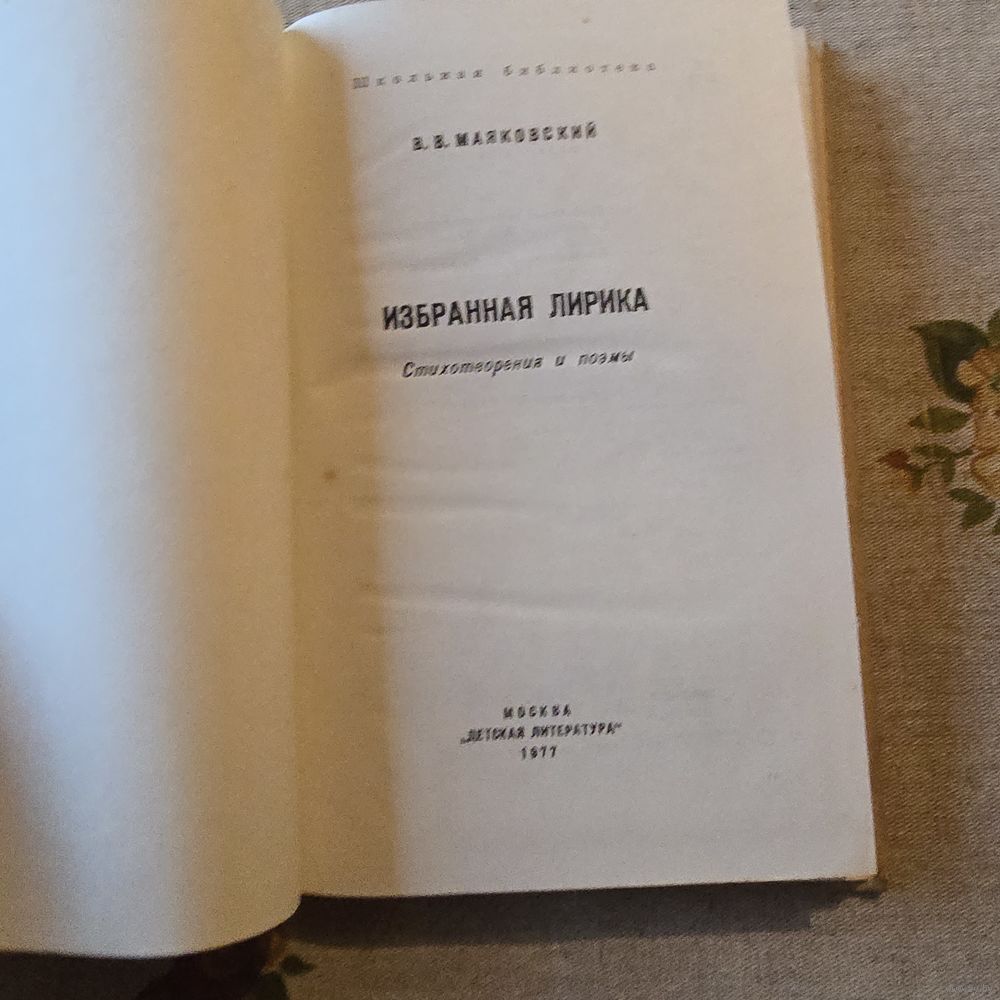 Школьная библиотека
В. В. МАЯКОВСКИЙ
ИЗБРАННАЯ ЛИРИКА
Стихотворения и поэмы
МОСКВА
„ДЕТСКАЯ ЛИТЕРАТУРА“
1977